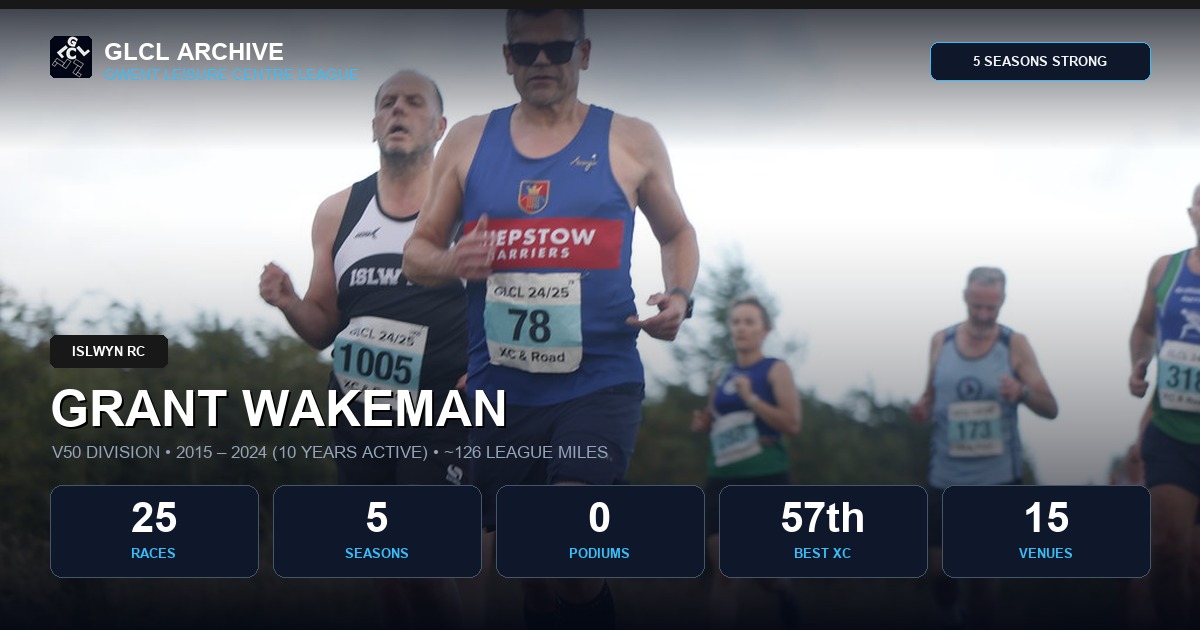 GLCL ARCHIVE
GWENT LEISURE CENTRE LEAGUE
5 SEASONS STRONG
EPSTOW
ARRIERS
ISLW
GLCL 24/25
78
XC & Road
GLCL 24/25
1005
XC &
318
173
ISLWYN RC
GRANT WAKEMAN
V50 DIVISION • 2015 – 2024 (10 YEARS ACTIVE) • ~126 LEAGUE MILES
25
RACES
5
SEASONS
0
PODIUMS
57th
BEST XC
15
VENUES